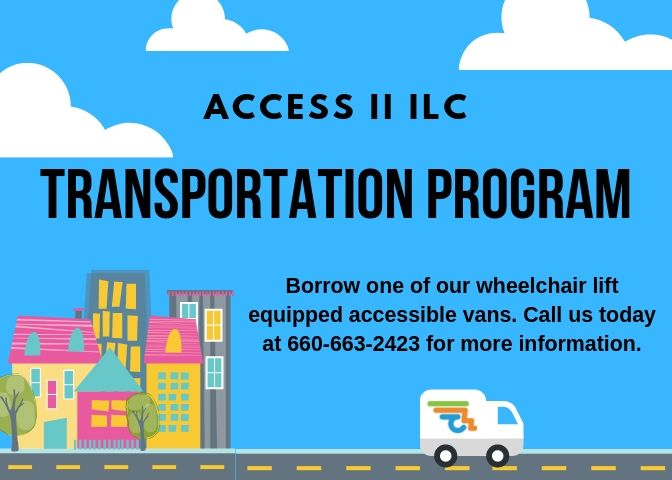 ACCESS II ILC
TRANSPORTATION PROGRAM
Borrow one of our wheelchair lift
equipped accessible vans. Call us today
at 660-663-2423 for more information.